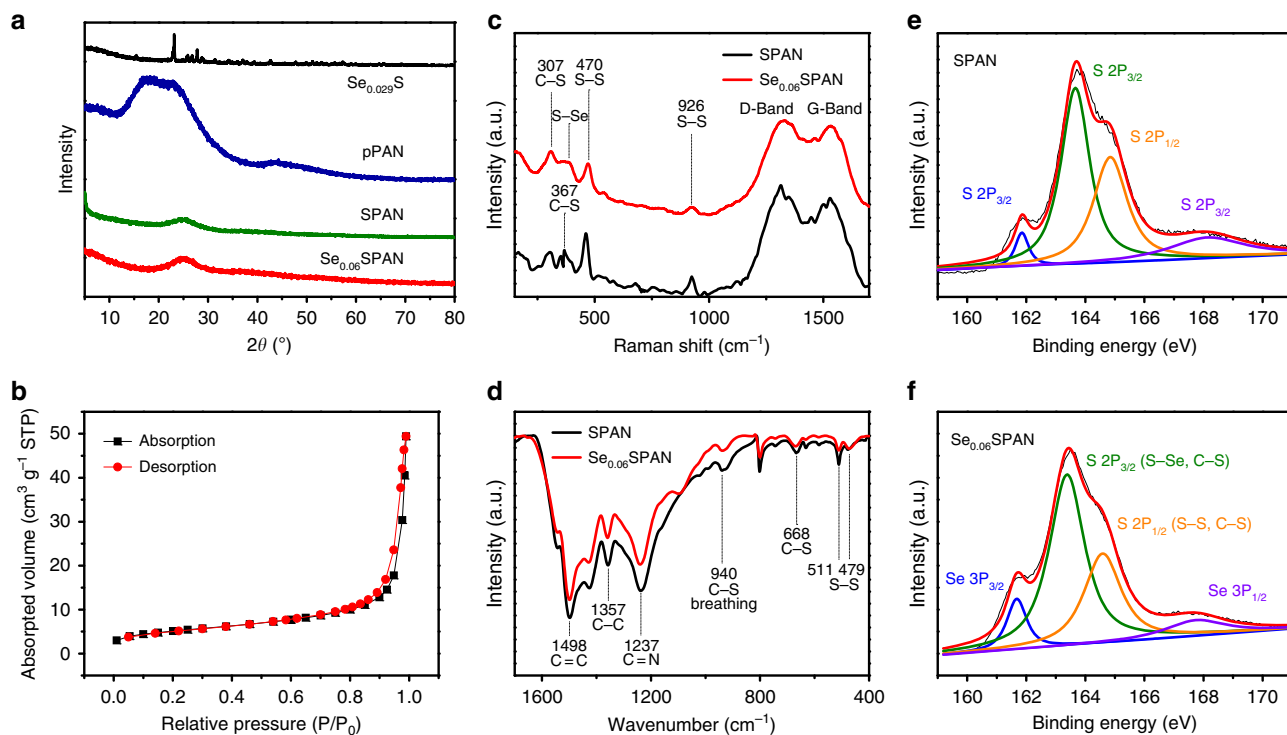 a
Intensity
Se0.029S
pPAN
SPAN
Se0.06SPAN
10 20 30 40 50 60 70 80
2θ (°)
b
Absorpted volume (cm³ g⁻¹ STP)
50
40
30
20
10
0
Absorption
Desorption
0.0 0.2 0.4 0.6 0.8 1.0
Relative pressure (P/P0)
c
Intensity (a.u.)
SPAN
Se0.06SPAN
307
C–S
470
S–S
S–Se
367
C–S
926
S–S
D-Band
G-Band
500 1000 1500
Raman shift (cm⁻¹)
d
Intensity (a.u.)
SPAN
Se0.06SPAN
1498
C=C
1357
C–C
1237
C=N
940
C–S
breathing
668
C–S
511 479
S–S
1600 1200 800 400
Wavenumber (cm⁻¹)
e
Intensity (a.u.)
SPAN
S 2P3/2
S 2P1/2
S 2P3/2
S 2P3/2
160 162 164 166 168 170
Binding energy (eV)
f
Intensity (a.u.)
Se0.06SPAN
S 2P3/2 (S–Se, C–S)
S 2P1/2 (S–S, C–S)
Se 3P3/2
Se 3P1/2
160 162 164 166 168 170
Binding energy (eV)